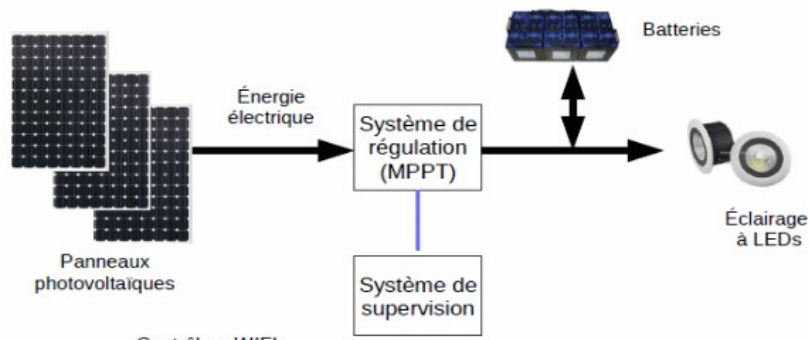 Batteries
Énergie
électrique
Système de
régulation
(MPPT)
Éclairage
à LEDs
Panneaux
photovoltaïques
Système de
supervision